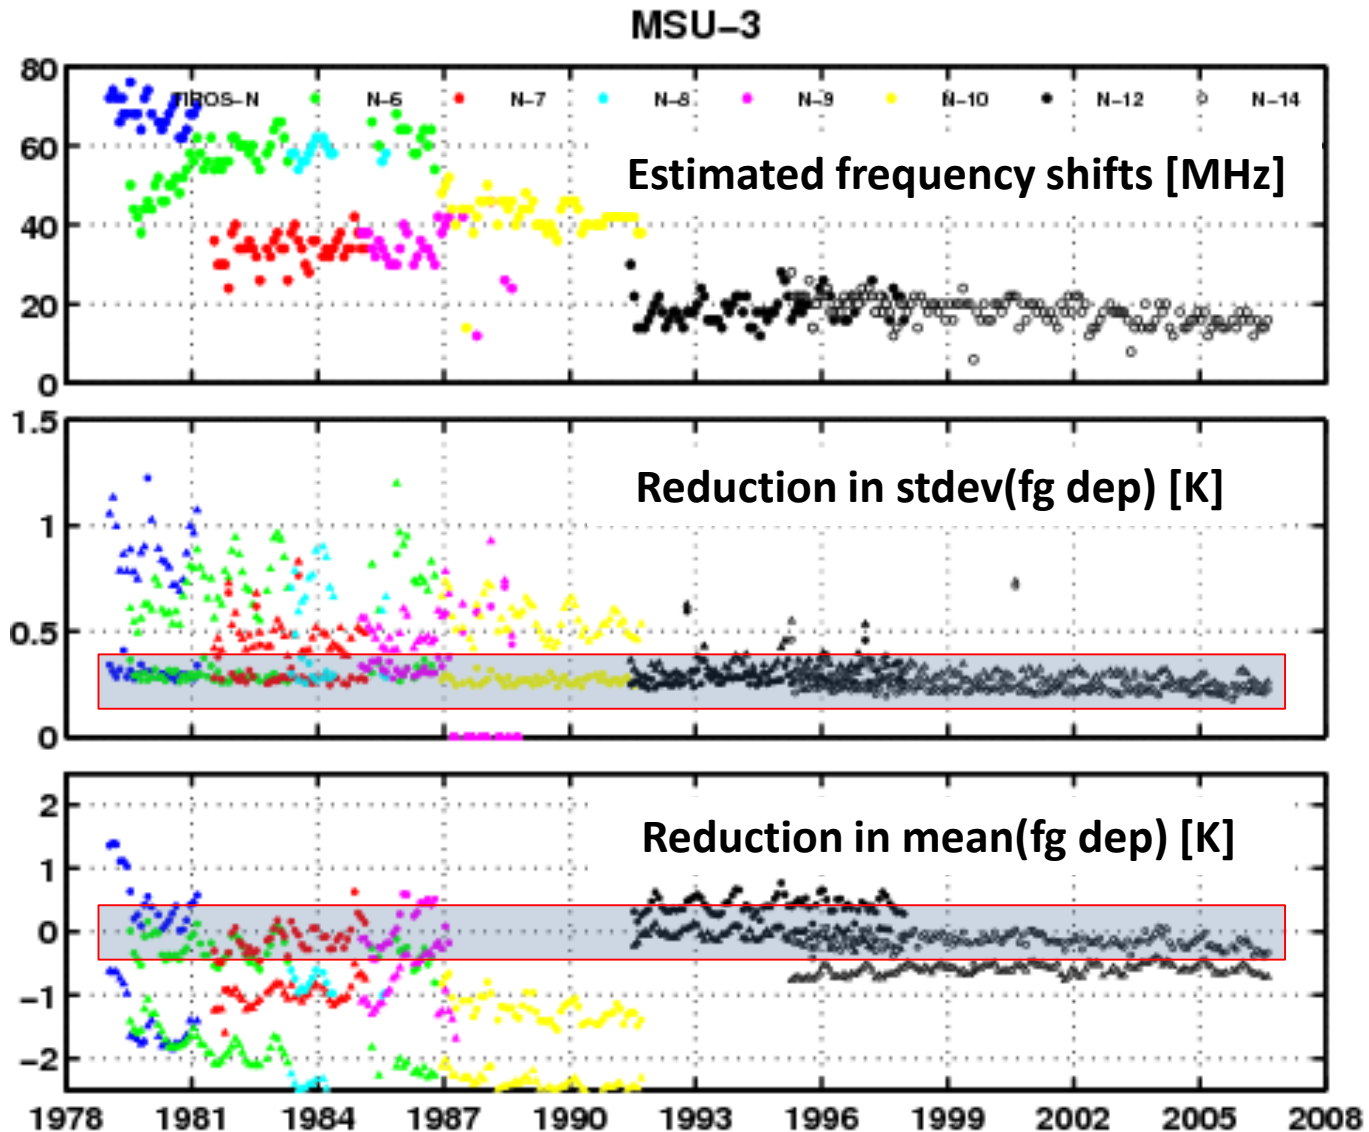 MSU-3
80
TIROS-N N-6 N-7 N-8 N-9 N-10 N-12 N-14
60
Estimated frequency shifts [MHz]
40
20
0
1.5
Reduction in stdev(fg dep) [K]
1
0.5
0
2
Reduction in mean(fg dep) [K]
1
0
-1
-2
1978 1981 1984 1987 1990 1993 1996 1999 2002 2005 2008